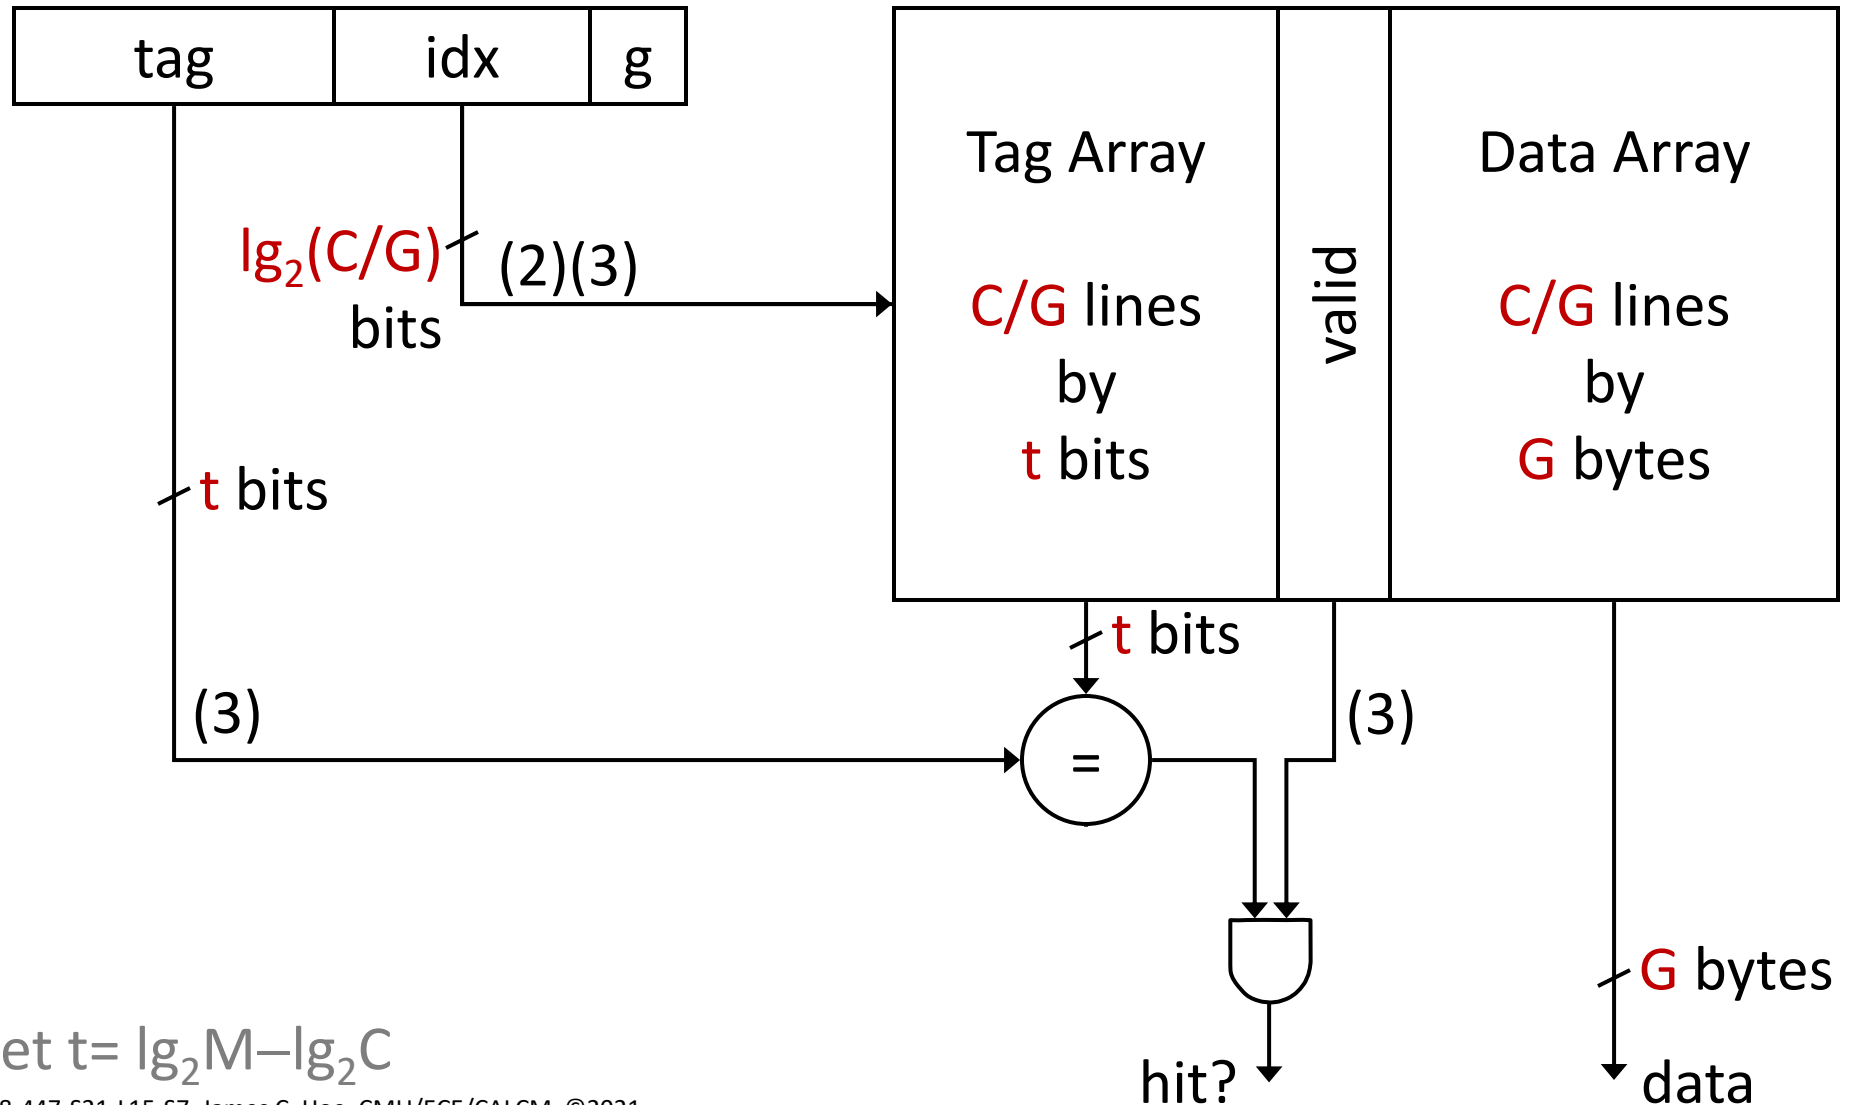 tag idx g
Tag Array
Data Array
lg₂(C/G)
bits
(2)(3)
C/G lines
by
t bits
valid
C/G lines
by
G bytes
t bits
t bits
(3)
(3)
=
G bytes
et t= lg₂M–lg₂C
hit?
data